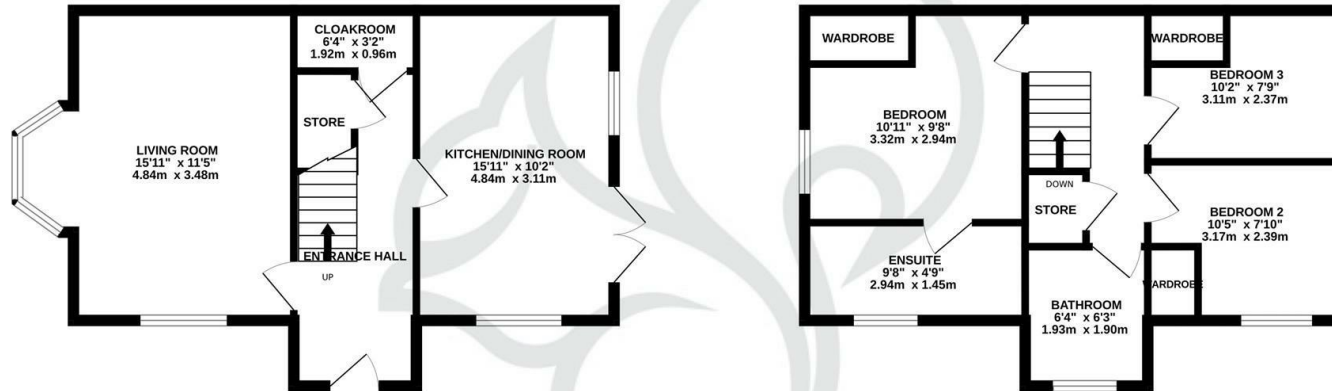 CLOAKROOM
6'4" x 3'2"
1.92m x 0.96m
STORE
LIVING ROOM
15'11" x 11'5"
4.84m x 3.48m
KITCHEN/DINING ROOM
15'11" x 10'2"
4.84m x 3.11m
ENTRANCE HALL
UP
WARDROBE
WARDROBE
BEDROOM 3
10'2" x 7'9"
3.11m x 2.37m
BEDROOM
10'11" x 9'8"
3.32m x 2.94m
DOWN
STORE
BEDROOM 2
10'5" x 7'10"
3.17m x 2.39m
ENSUITE
9'8" x 4'9"
2.94m x 1.45m
WARDROBE
BATHROOM
6'4" x 6'3"
1.93m x 1.90m